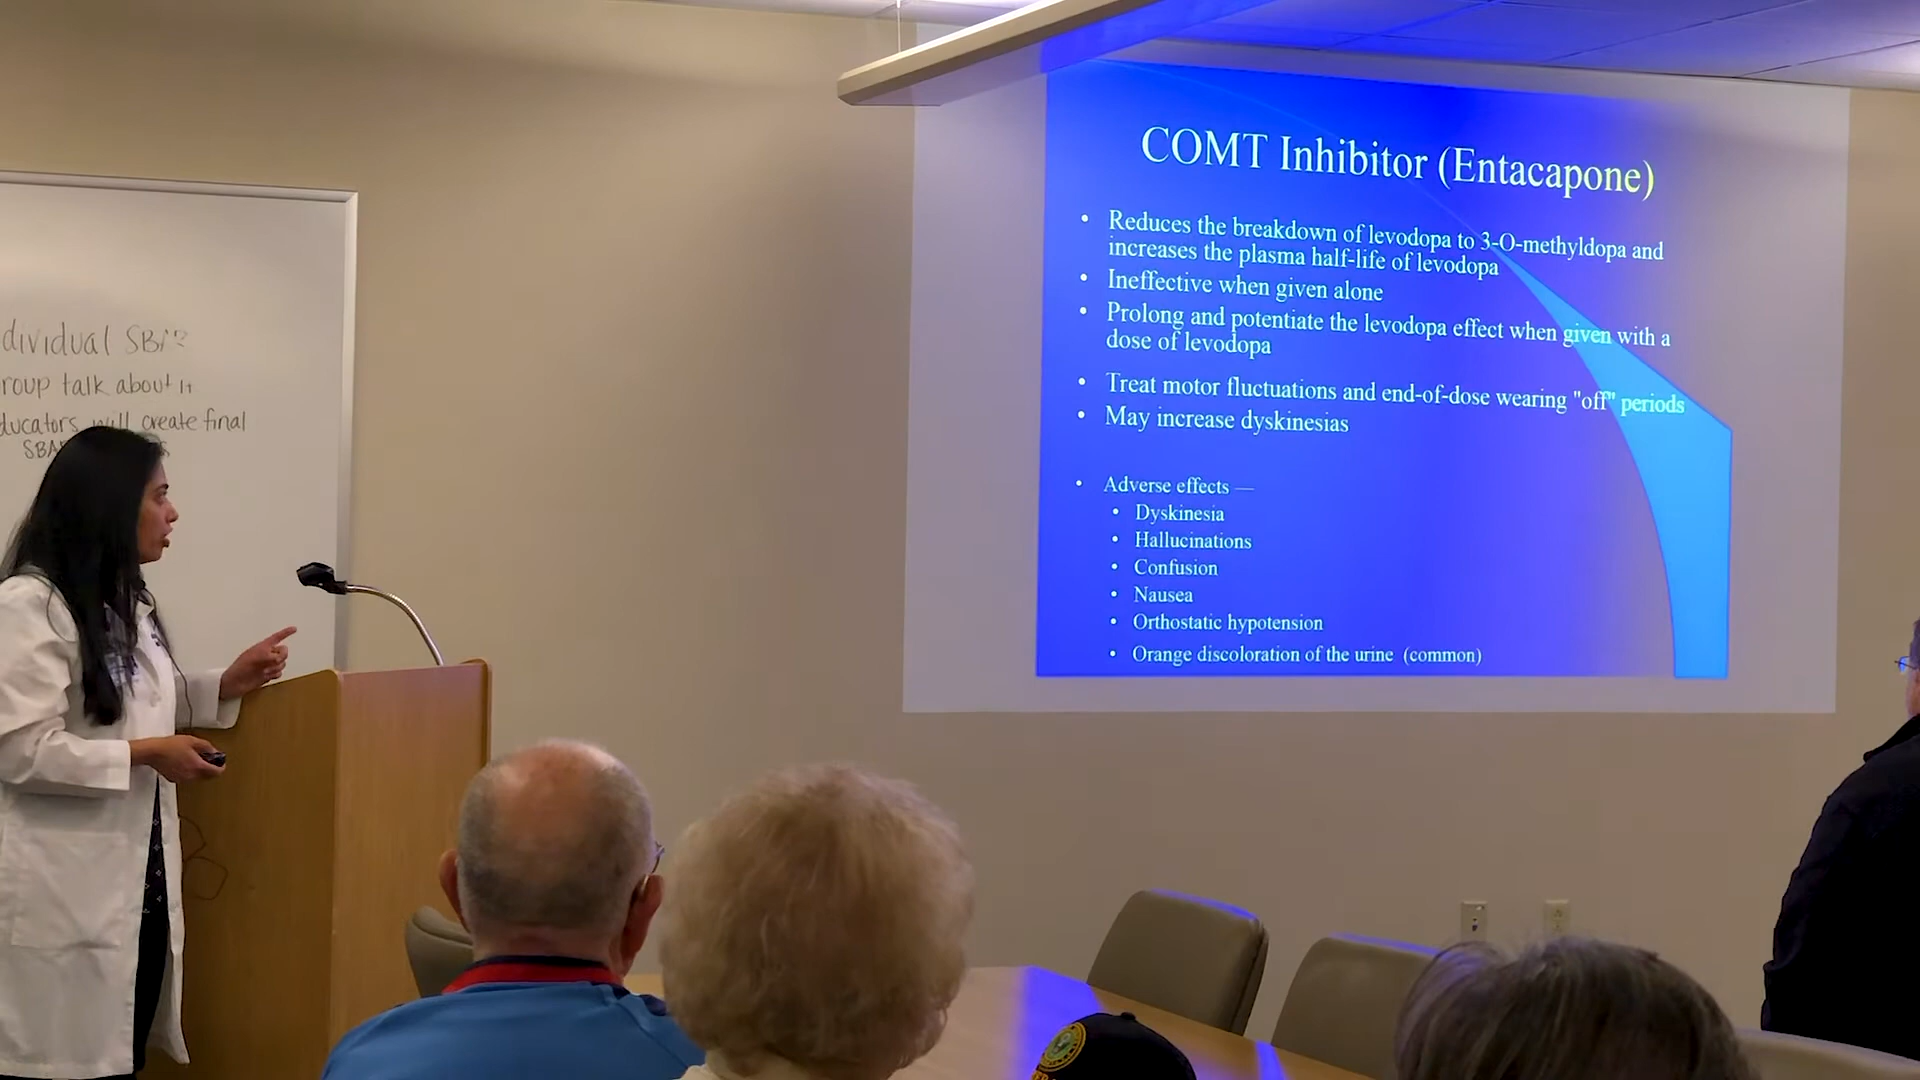 COMT Inhibitor (Entacapone)
• Reduces the breakdown of levodopa to 3-O-methyldopa and
increases the plasma half-life of levodopa
• Ineffective when given alone
• Prolong and potentiate the levodopa effect when given with a
dose of levodopa
• Treat motor fluctuations and end-of-dose wearing "off" periods
• May increase dyskinesias
• Adverse effects —
• Dyskinesia
• Hallucinations
• Confusion
• Nausea
• Orthostatic hypotension
• Orange discoloration of the urine (common)
dividual
roup talk about it
ducators will create final